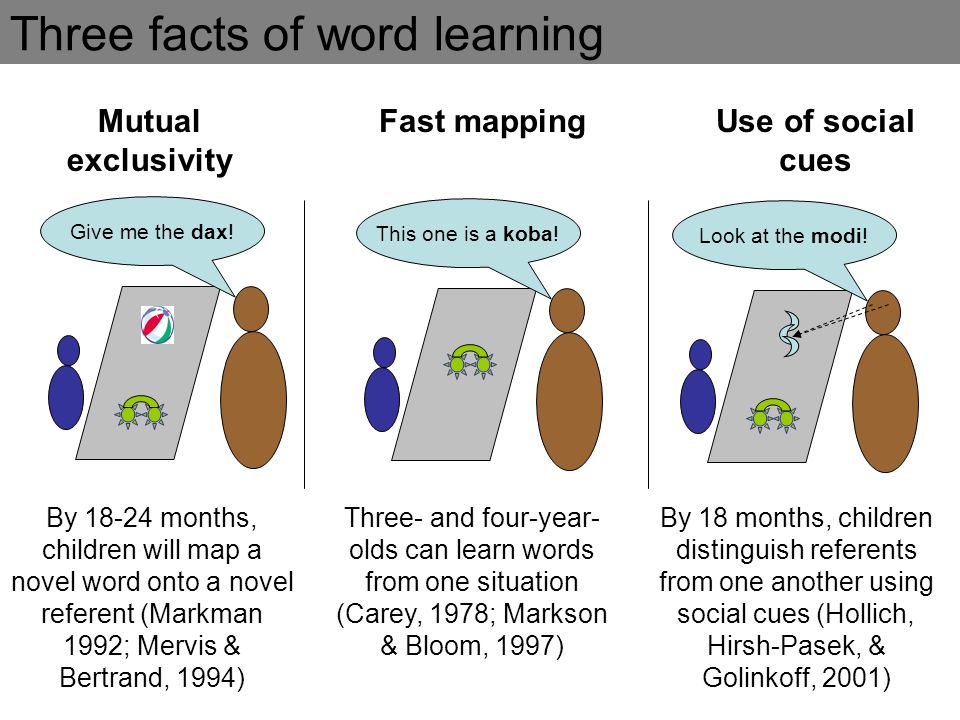 Three facts of word learning
Mutual
exclusivity
Give me the dax!
By 18-24 months,
children will map a
novel word onto a novel
referent (Markman
1992; Mervis &
Bertrand, 1994)
Fast mapping
This one is a koba!
Three- and four-year-
olds can learn words
from one situation
(Carey, 1978; Markson
& Bloom, 1997)
Use of social
cues
Look at the modi!
By 18 months, children
distinguish referents
from one another using
social cues (Hollich,
Hirsh-Pasek, &
Golinkoff, 2001)